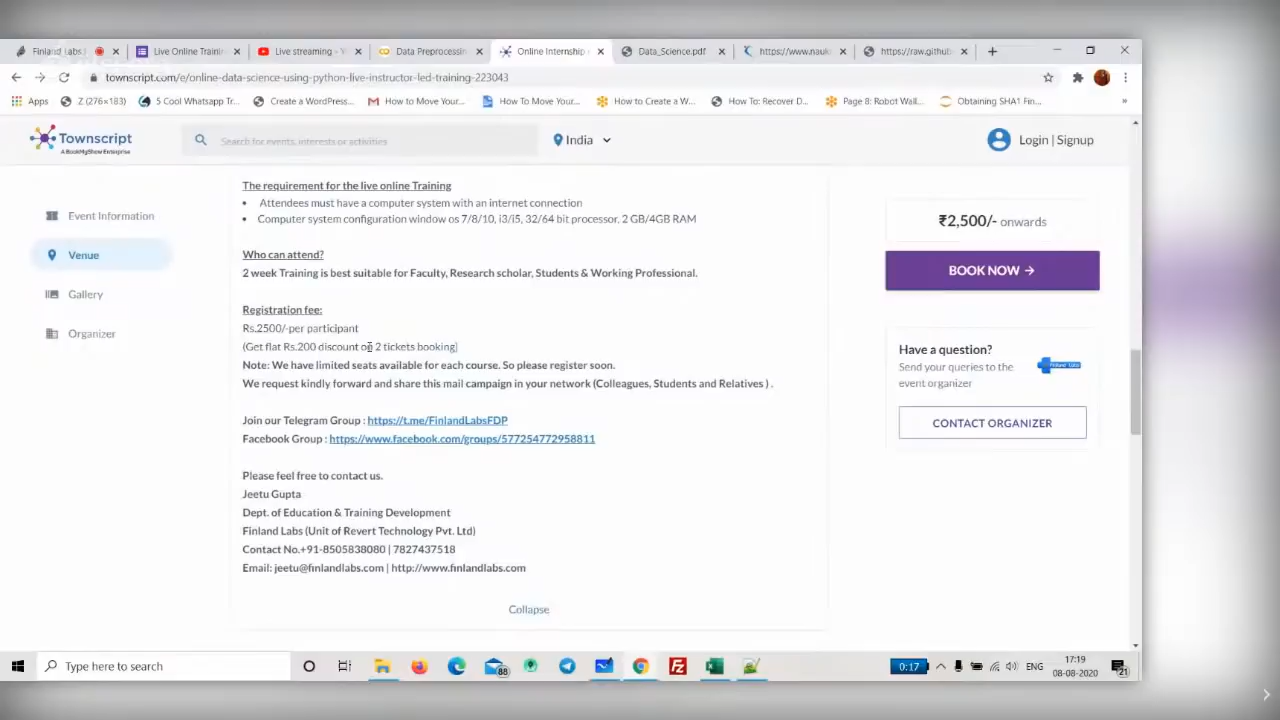 Finland Labs
Live Online Traini
Live streaming - Y
Data Preprocessin
Online Internship
Data_Science.pdf
https://www.nauk
https://raw.github
townscript.com/e/online-data-science-using-python-live-instructor-led-training-223043
Apps
Z (276×183)
5 Cool Whatsapp Tr...
Create a WordPress...
How to Move Your...
How To Move Your...
How to Create a W...
How To: Recover D...
Page 8: Robot Wall...
Obtaining SHA1 Fin...
Townscript
A BookMyShow Enterprise
Search for events, interests or activities
India
Login | Signup
Event Information
Venue
Gallery
Organizer
The requirement for the live online Training
• Attendees must have a computer system with an internet connection
• Computer system configuration window os 7/8/10, i3/i5, 32/64 bit processor, 2 GB/4GB RAM
Who can attend?
2 week Training is best suitable for Faculty, Research scholar, Students & Working Professional.
Registration fee:
Rs.2500/-per participant
(Get flat Rs.200 discount on 2 tickets booking)
Note: We have limited seats available for each course. So please register soon.
We request kindly forward and share this mail campaign in your network (Colleagues, Students and Relatives ) .
Join our Telegram Group : https://t.me/FinlandLabsFDP
Facebook Group : https://www.facebook.com/groups/577254772958811
Please feel free to contact us.
Jeetu Gupta
Dept. of Education & Training Development
Finland Labs (Unit of Revert Technology Pvt. Ltd)
Contact No.+91-8505838080 | 7827437518
Email: jeetu@finlandlabs.com | http://www.finlandlabs.com
Collapse
₹2,500/- onwards
BOOK NOW →
Have a question?
Send your queries to the
event organizer
Finland Labs
CONTACT ORGANIZER
Type here to search
88
0:17
ENG
17:19
08-08-2020
21